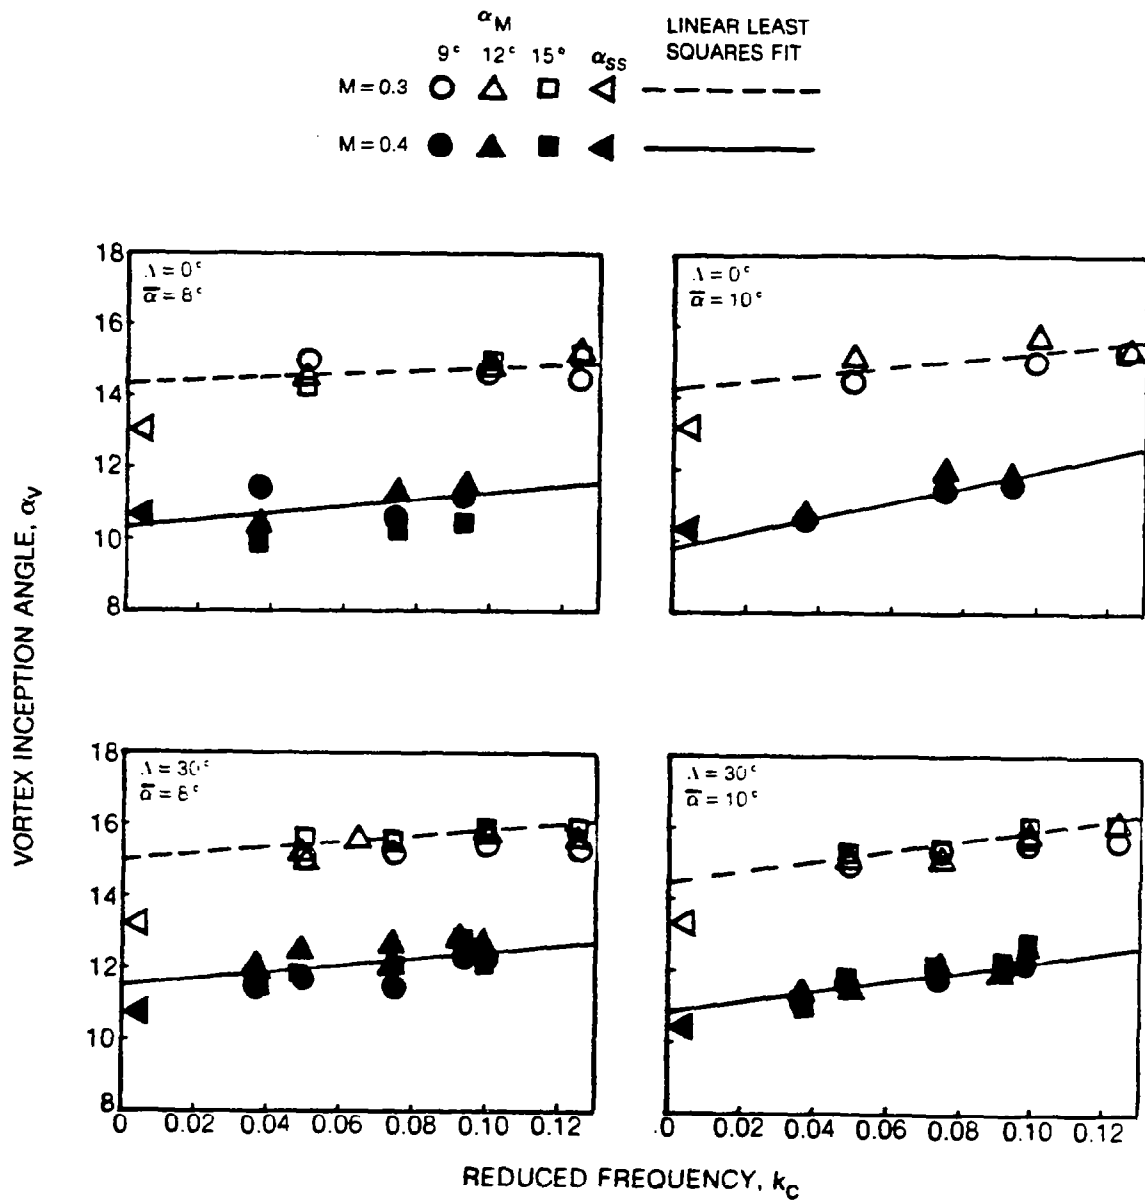 α_M
LINEAR LEAST
9° 12° 15° α_SS SQUARES FIT
M = 0.3
M = 0.4
18
16
14
12
10
8
Λ = 0°
α̅ = 8°
Λ = 0°
α̅ = 10°
VORTEX INCEPTION ANGLE, α_V
18
16
14
12
10
8
Λ = 30°
α̅ = 8°
Λ = 30°
α̅ = 10°
0 0.02 0.04 0.06 0.08 0.10 0.12
.0 0.02 0.04 0.06 0.08 0.10 0.12
REDUCED FREQUENCY, k_C